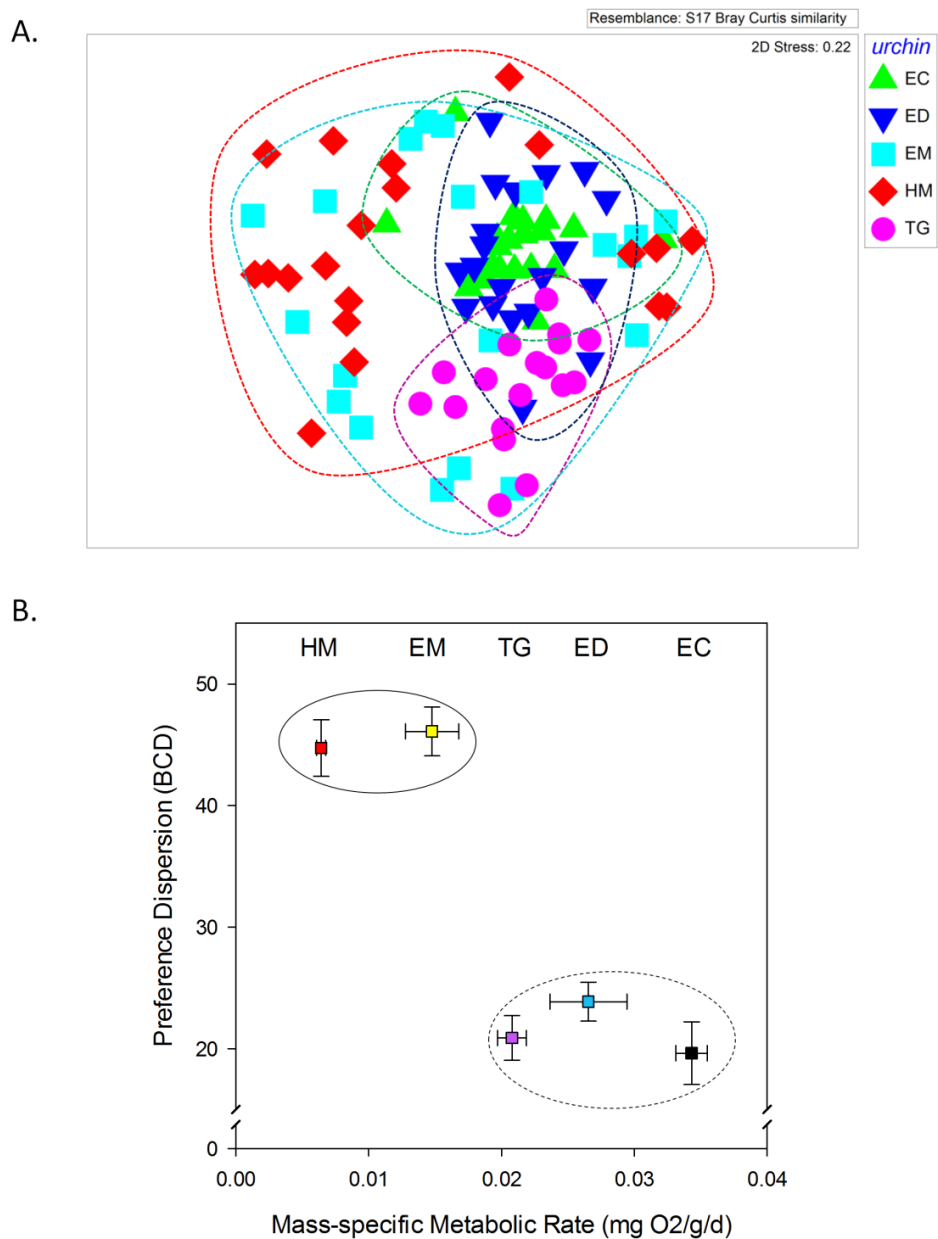 A.
Resemblance: S17 Bray Curtis similarity
2D Stress: 0.22
urchin
EC
ED
EM
HM
TG
B.
HM EM TG ED EC
50
40
30
20
0
0.00 0.01 0.02 0.03 0.04
Preference Dispersion (BCD)
Mass-specific Metabolic Rate (mg O2/g/d)